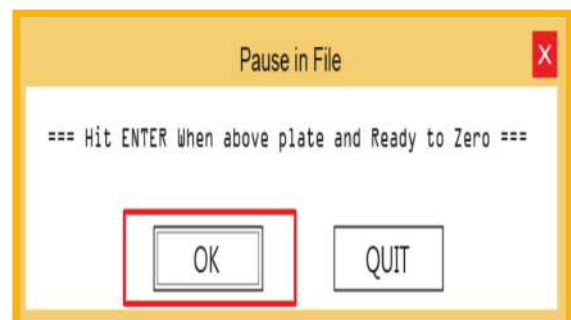 Pause in File
X
=== Hit ENTER When above plate and Ready to Zero ===
OK
QUIT